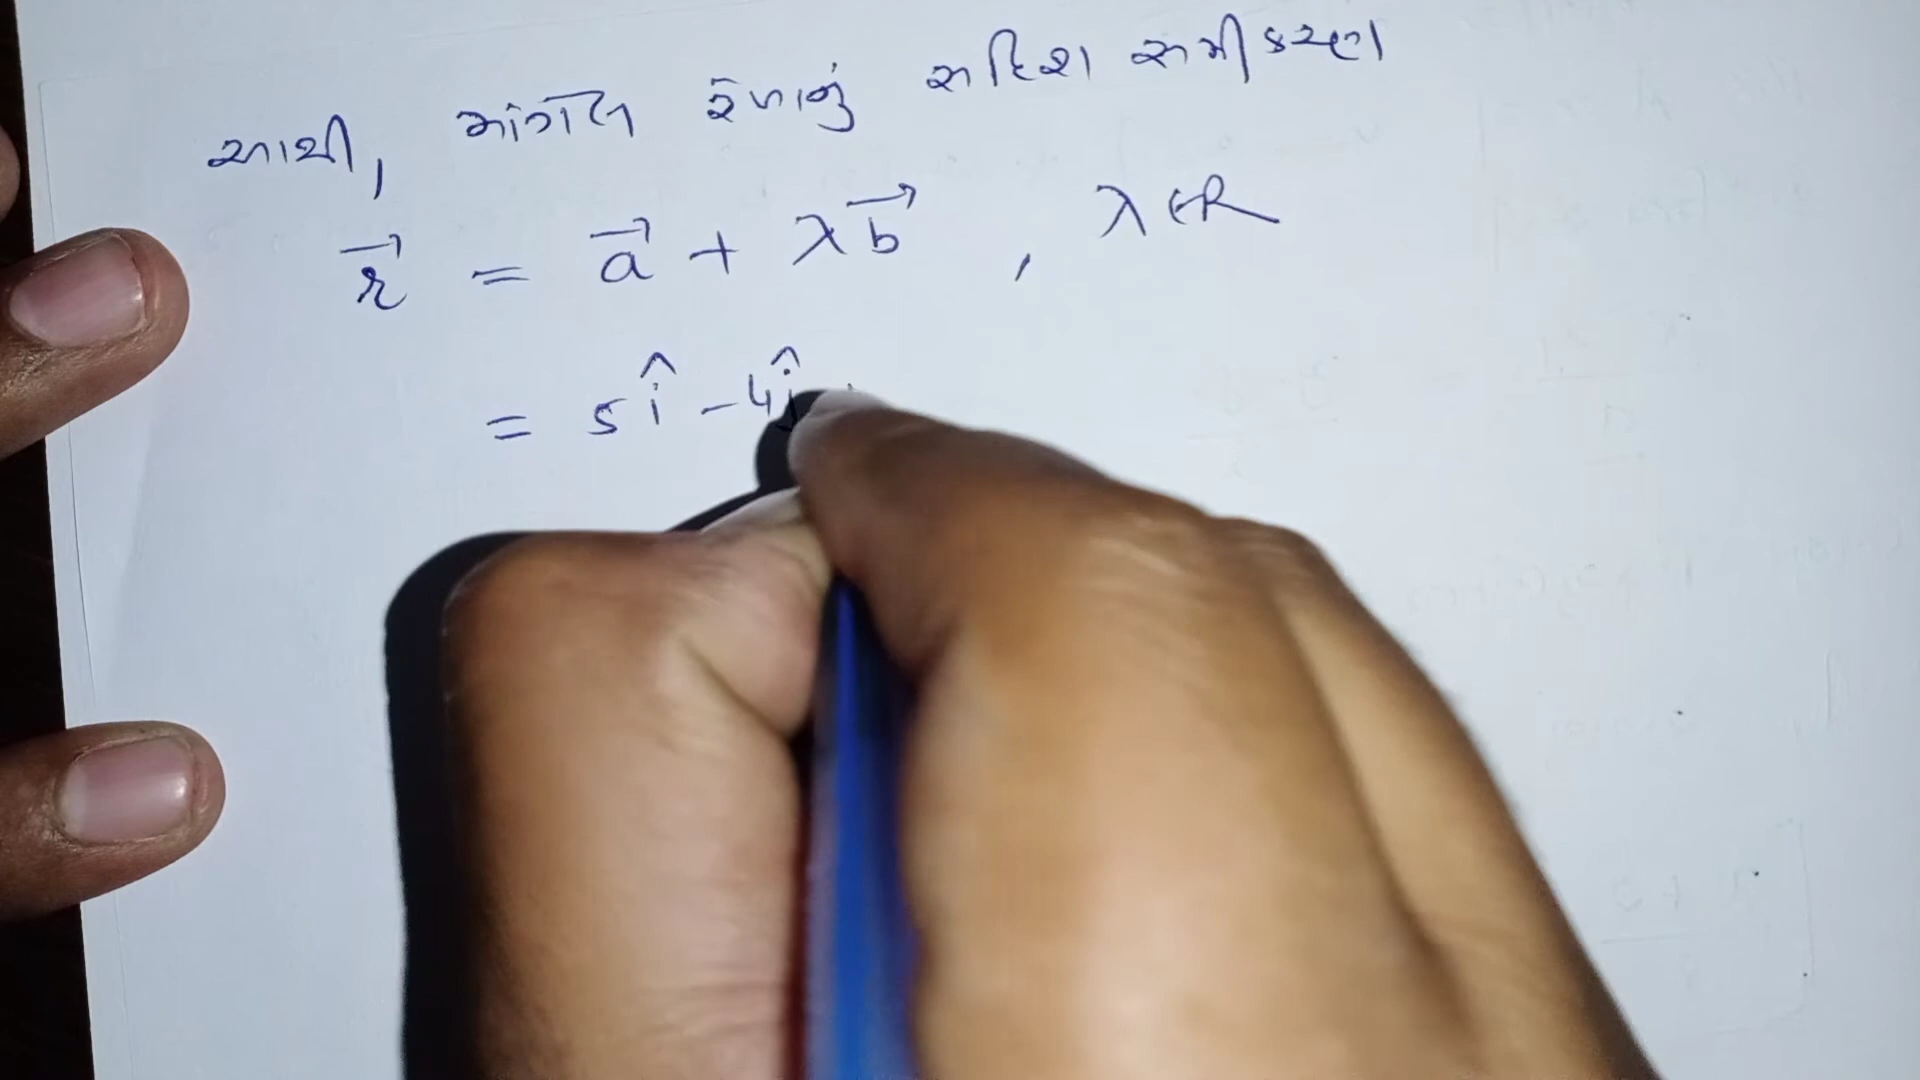 આથી, માંગેલ રેખાનું સદિશ સમીકરણ
r⃗ = a⃗ + λb⃗ , λ ∈ R
= 5î - 4ĵ +